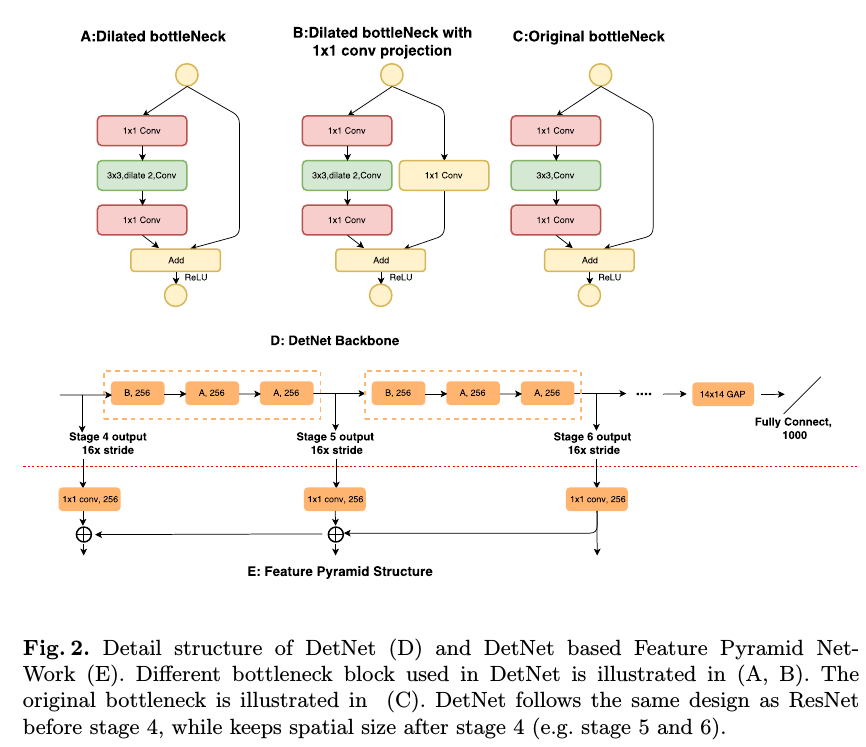 A:Dilated bottleNeck
B:Dilated bottleNeck with
1x1 conv projection
C:Original bottleNeck
1x1 Conv
3x3,dilate 2,Conv
1x1 Conv
Add
ReLU
1x1 Conv
3x3,dilate 2,Conv
1x1 Conv
1x1 Conv
Add
ReLU
1x1 Conv
3x3,Conv
1x1 Conv
Add
ReLU
D: DetNet Backbone
B, 256
A, 256
A, 256
B, 256
A, 256
A, 256
....
14x14 GAP
Fully Connect,
1000
Stage 4 output
16x stride
Stage 5 output
16x stride
Stage 6 output
16x stride
1x1 conv, 256
1x1 conv, 256
1x1 conv, 256
E: Feature Pyramid Structure
Fig. 2. Detail structure of DetNet (D) and DetNet based Feature Pyramid Net-
Work (E). Different bottleneck block used in DetNet is illustrated in (A, B). The
original bottleneck is illustrated in (C). DetNet follows the same design as ResNet
before stage 4, while keeps spatial size after stage 4 (e.g. stage 5 and 6).